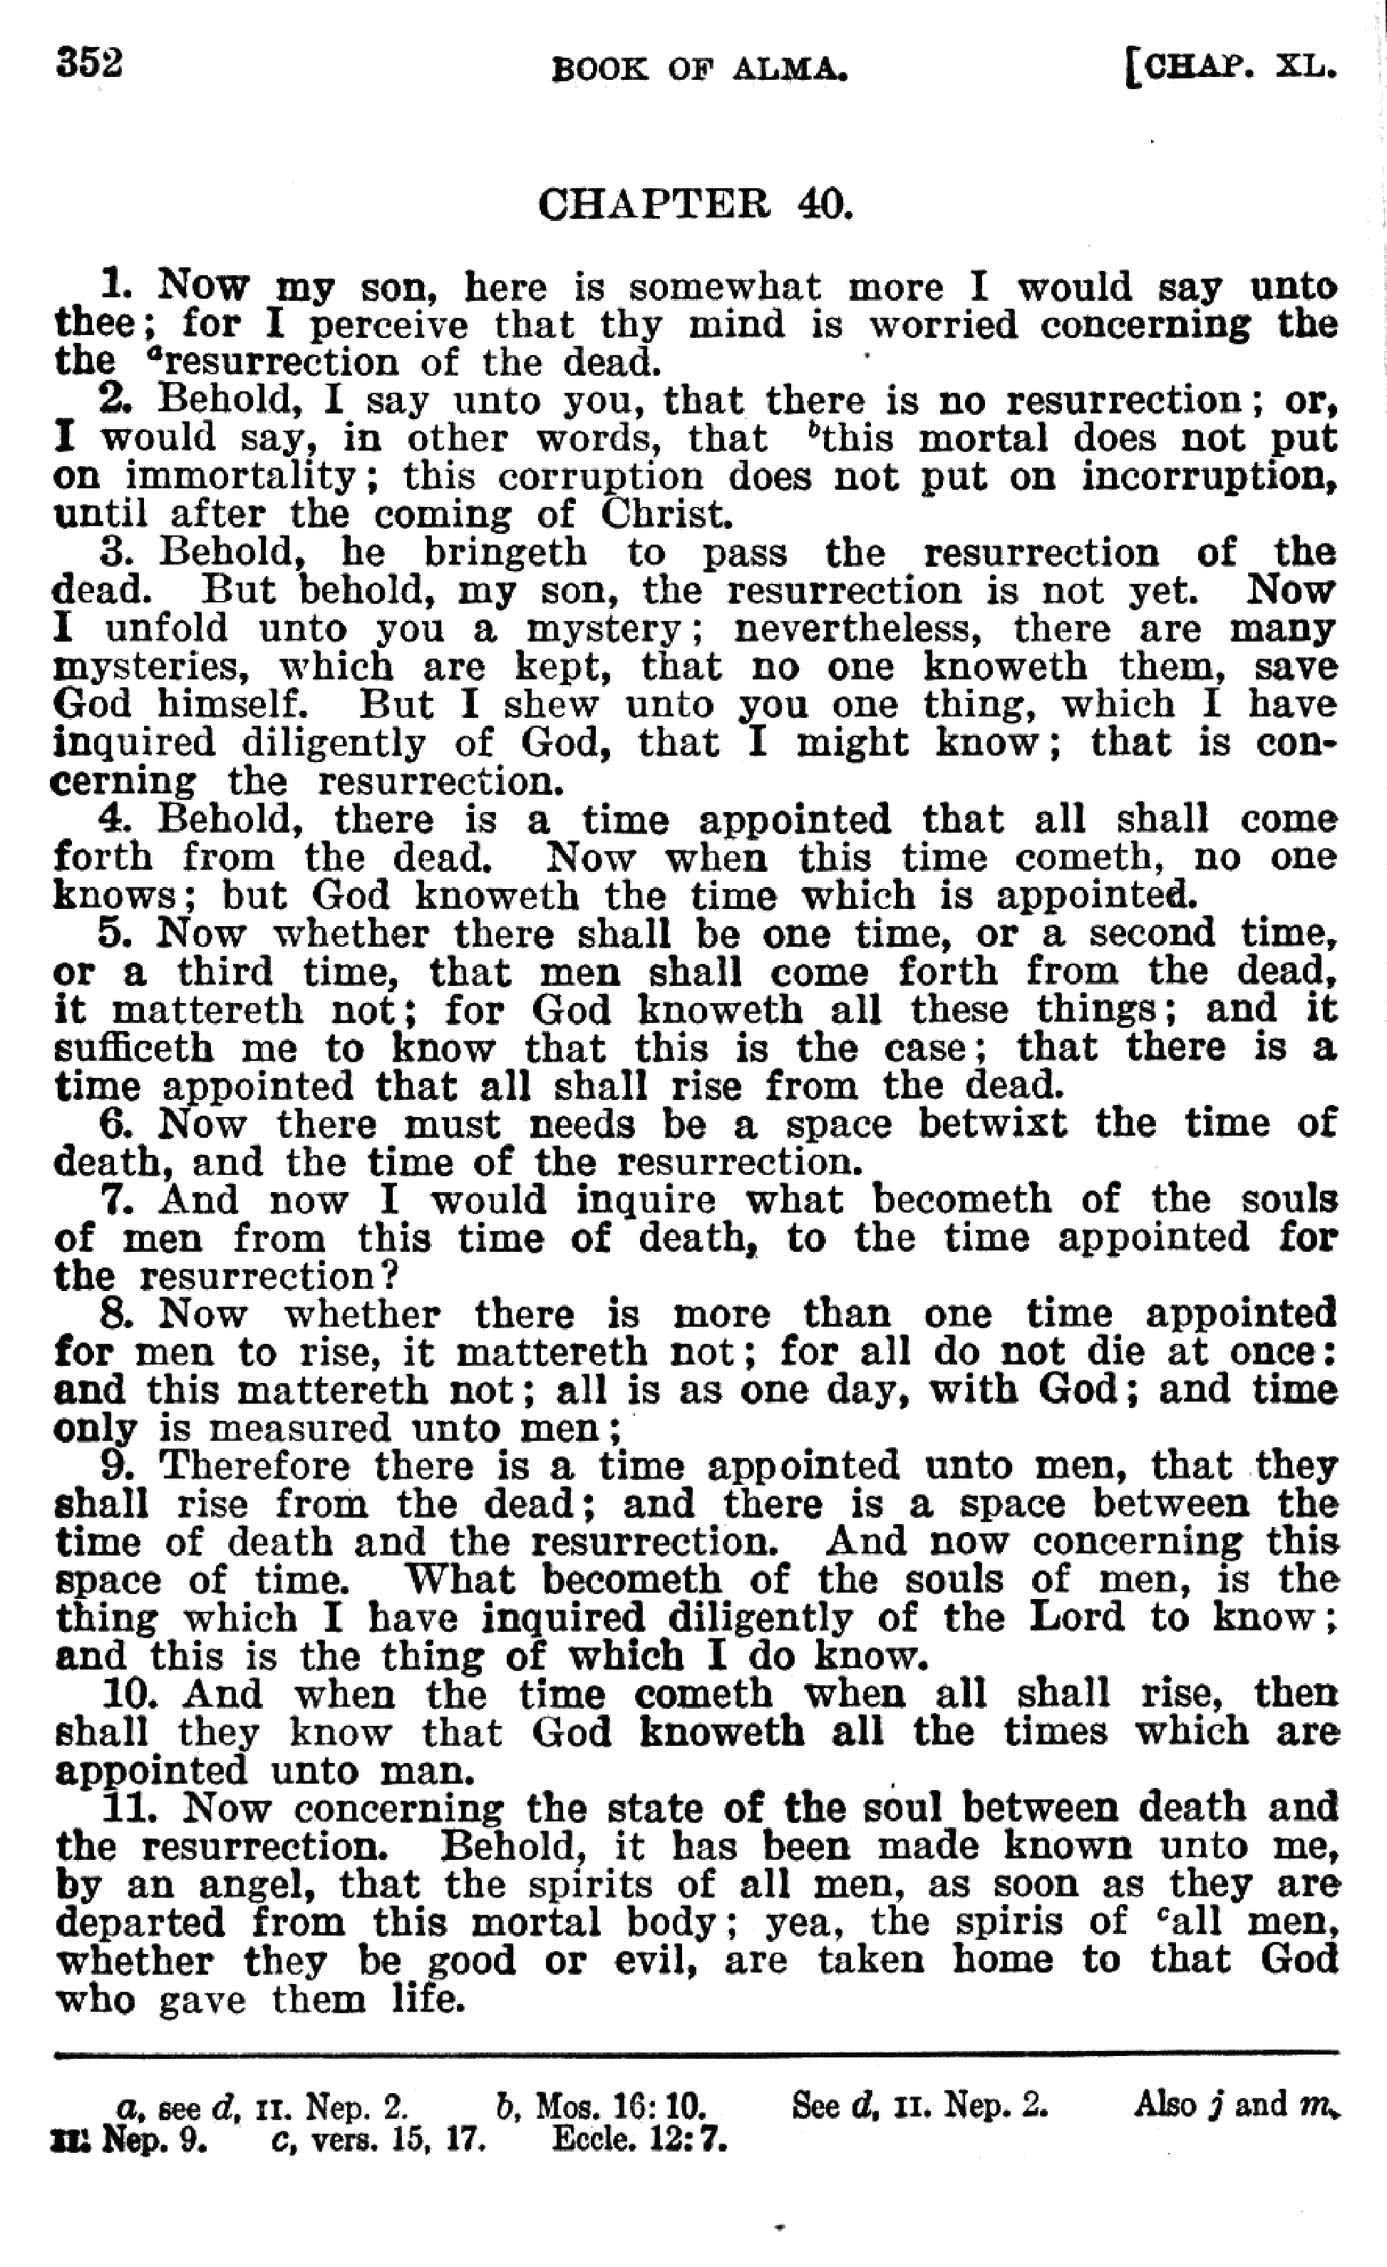 352 BOOK OF ALMA. [CHAP. XL.
CHAPTER 40.
1. Now my son, here is somewhat more I would say unto
thee; for I perceive that thy mind is worried concerning the
the ᵃresurrection of the dead.
2. Behold, I say unto you, that there is no resurrection; or,
I would say, in other words, that ᵇthis mortal does not put
on immortality; this corruption does not put on incorruption,
until after the coming of Christ.
3. Behold, he bringeth to pass the resurrection of the
dead. But behold, my son, the resurrection is not yet. Now
I unfold unto you a mystery; nevertheless, there are many
mysteries, which are kept, that no one knoweth them, save
God himself. But I shew unto you one thing, which I have
inquired diligently of God, that I might know; that is con-
cerning the resurrection.
4. Behold, there is a time appointed that all shall come
forth from the dead. Now when this time cometh, no one
knows; but God knoweth the time which is appointed.
5. Now whether there shall be one time, or a second time,
or a third time, that men shall come forth from the dead,
it mattereth not; for God knoweth all these things; and it
sufficeth me to know that this is the case; that there is a
time appointed that all shall rise from the dead.
6. Now there must needs be a space betwixt the time of
death, and the time of the resurrection.
7. And now I would inquire what becometh of the souls
of men from this time of death, to the time appointed for
the resurrection?
8. Now whether there is more than one time appointed
for men to rise, it mattereth not; for all do not die at once:
and this mattereth not; all is as one day, with God; and time
only is measured unto men;
9. Therefore there is a time appointed unto men, that they
shall rise from the dead; and there is a space between the
time of death and the resurrection. And now concerning this
space of time. What becometh of the souls of men, is the
thing which I have inquired diligently of the Lord to know;
and this is the thing of which I do know.
10. And when the time cometh when all shall rise, then
shall they know that God knoweth all the times which are
appointed unto man.
11. Now concerning the state of the soul between death and
the resurrection. Behold, it has been made known unto me,
by an angel, that the spirits of all men, as soon as they are
departed from this mortal body; yea, the spiris of ᶜall men,
whether they be good or evil, are taken home to that God
who gave them life.
a, see d, II. Nep. 2. b, Mos. 16: 10. See d, II. Nep. 2. Also j and m,
II. Nep. 9. c, vers. 15, 17. Eccle. 12: 7.